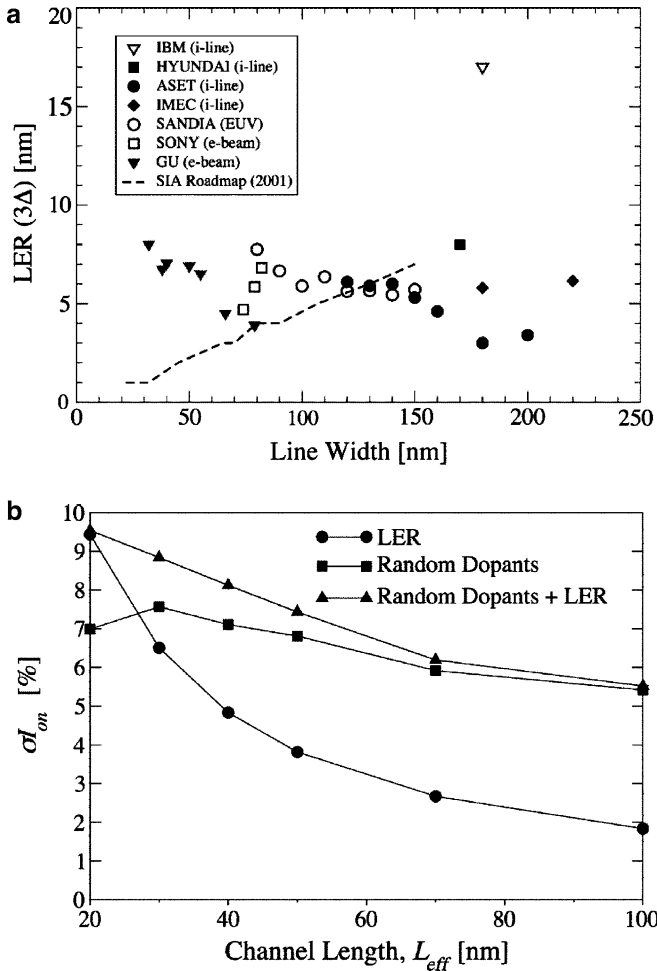 a
20
15
10
5
0
LER (3Δ) [nm]
IBM (i-line)
HYUNDAI (i-line)
ASET (i-line)
IMEC (i-line)
SANDIA (EUV)
SONY (e-beam)
GU (e-beam)
SIA Roadmap (2001)
0 50 100 150 200 250
Line Width [nm]
b
10
9
8
7
6
5
4
3
2
1
0
σI_on [%]
LER
Random Dopants
Random Dopants + LER
20 40 60 80 100
Channel Length, L_eff [nm]